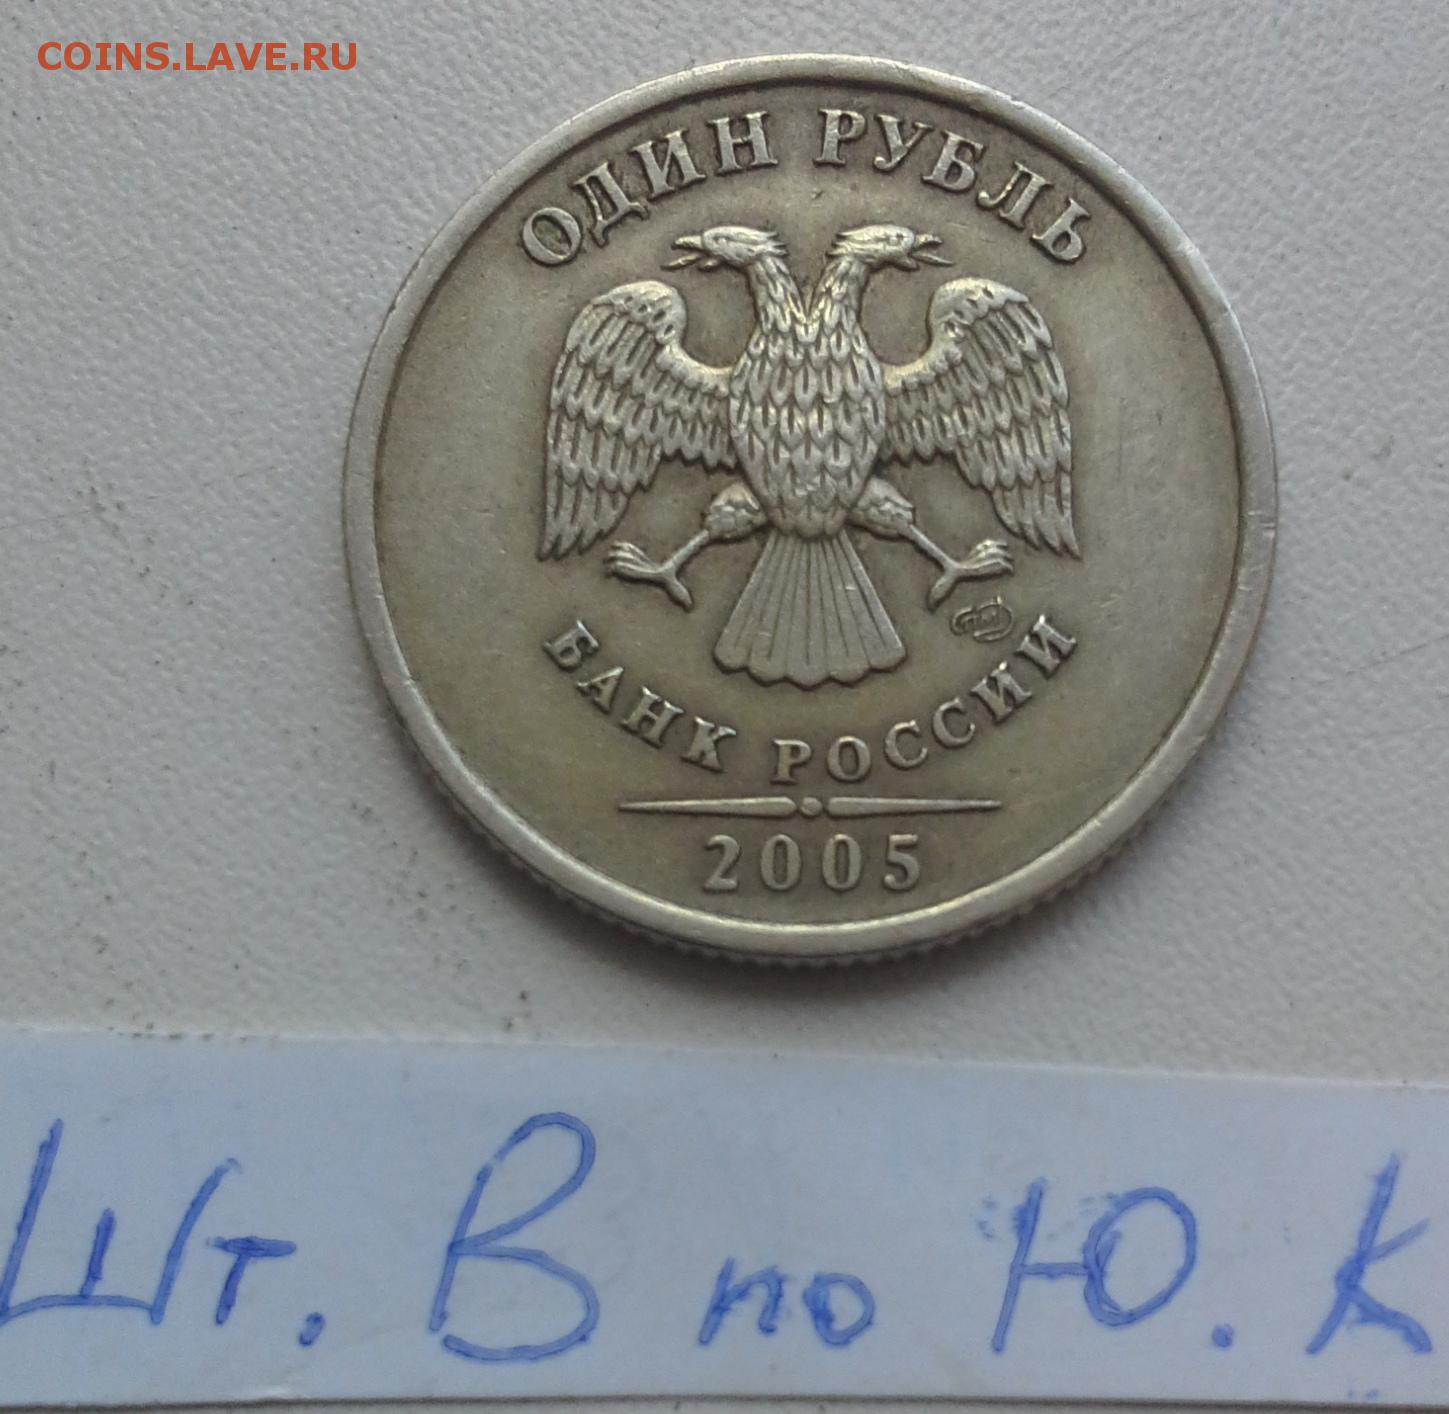 COINS.LAVE.RU
ОДИН РУБЛЬ
БАНК РОССИИ
2005
Шт. В по Ю. К